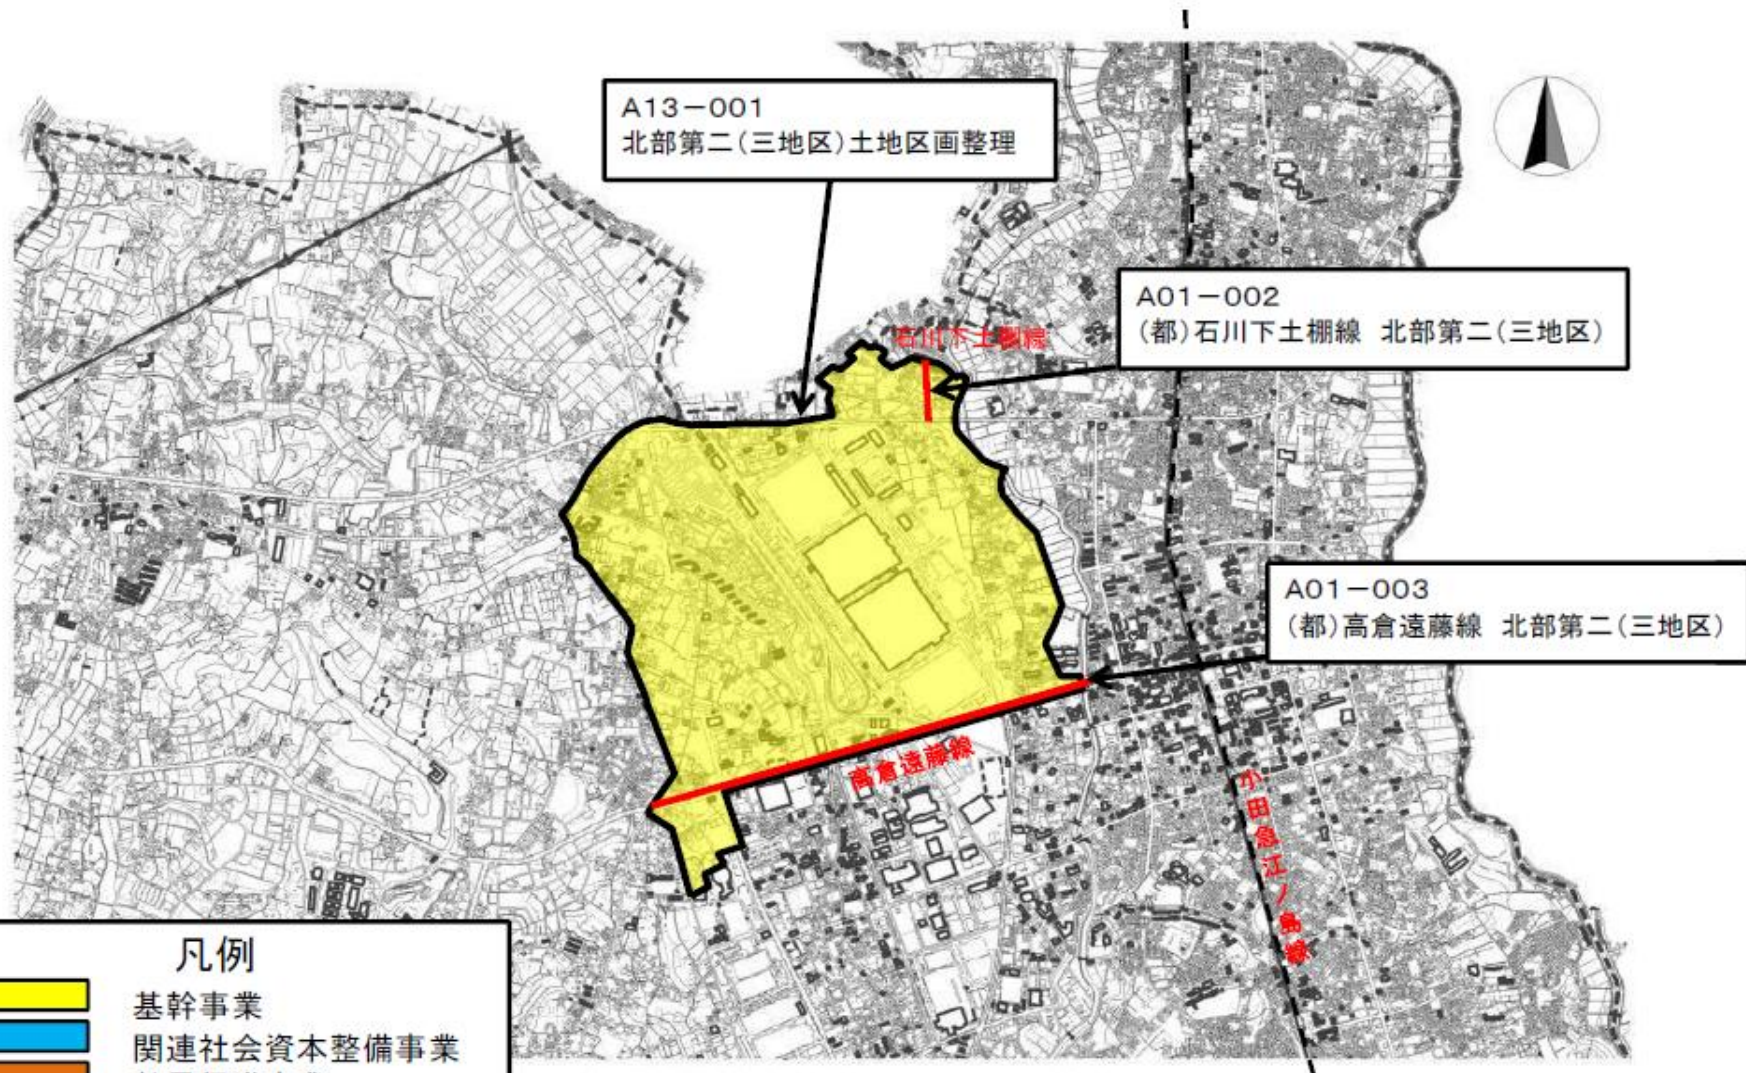 A13－001
北部第二(三地区)土地区画整理
A01－002
(都)石川下土棚線 北部第二(三地区)
石川下土棚線
A01－003
(都)高倉遠藤線 北部第二(三地区)
高倉遠藤線
小田急江ノ島線
凡例
基幹事業
関連社会資本整備事業